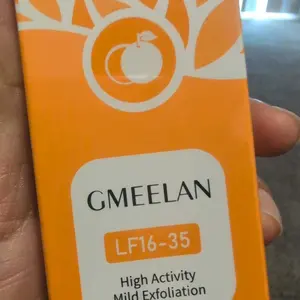 GMEELAN
LF16-35
High Activity
Mild Exfoliation